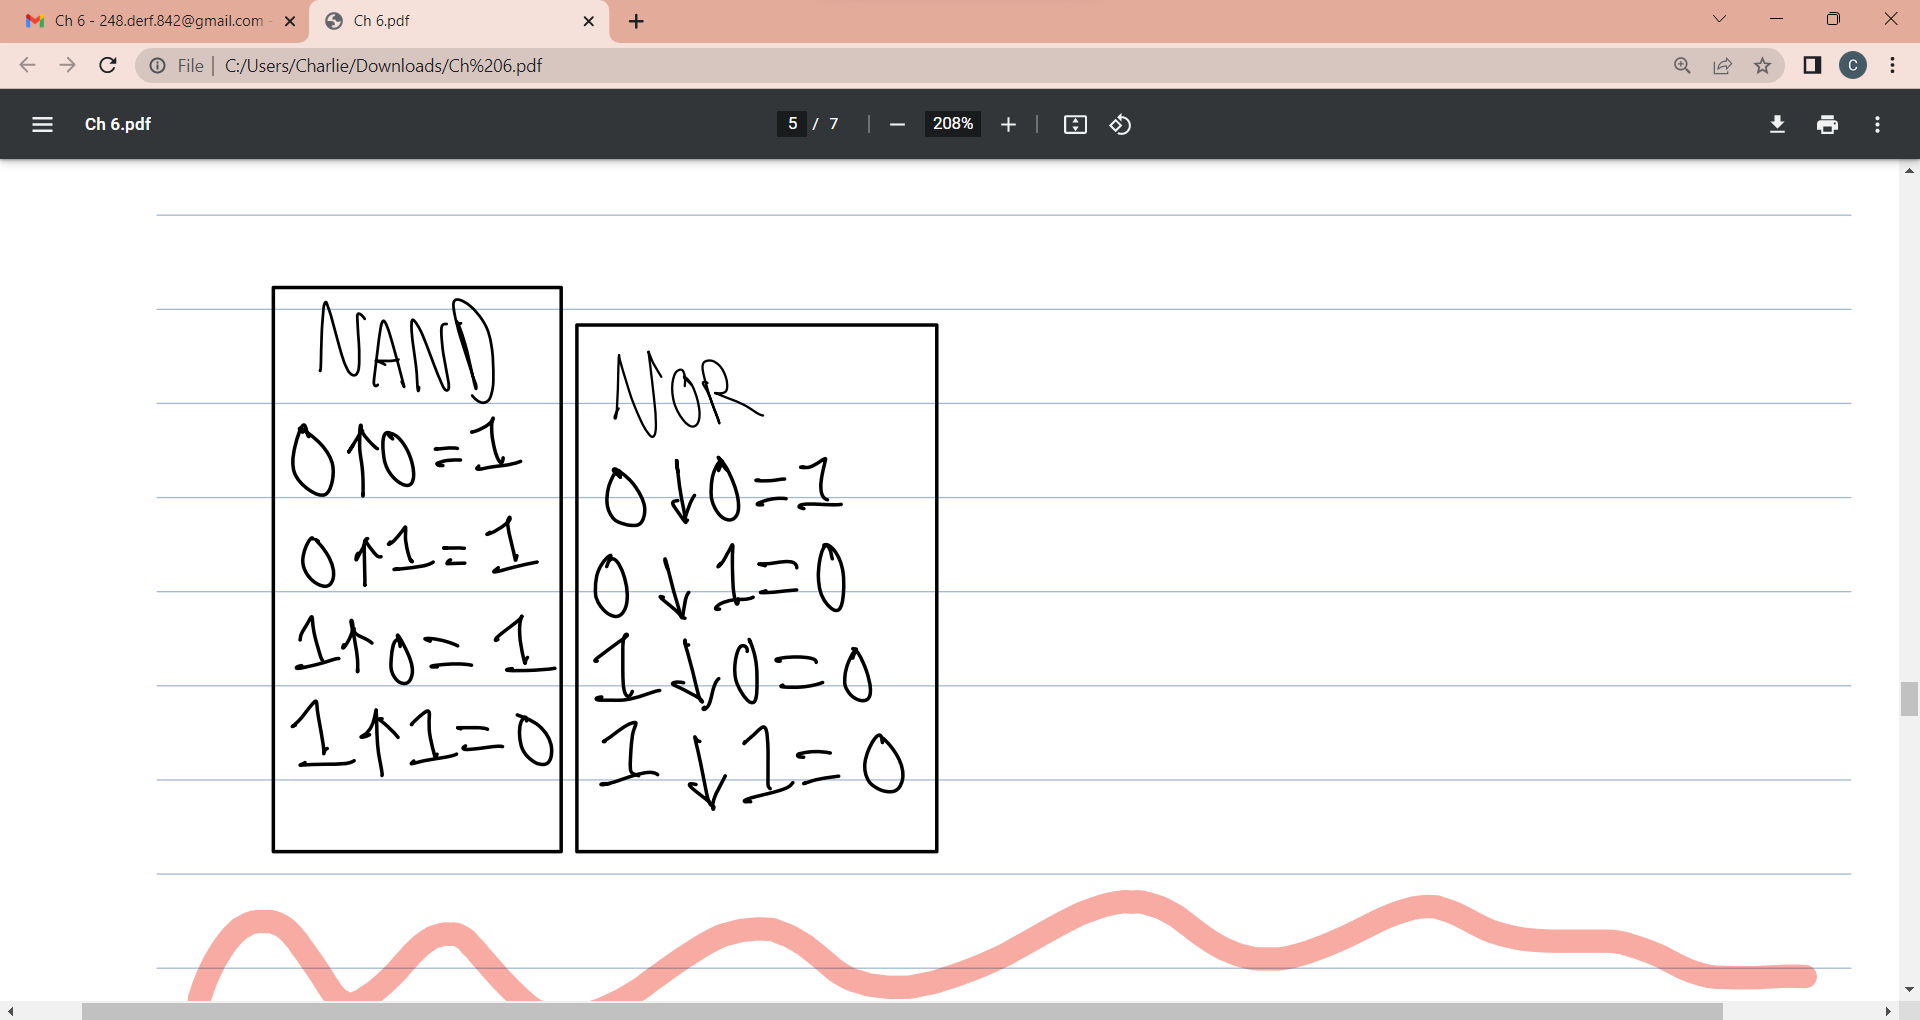 Ch 6 - 248.derf.842@gmail.com - Ch 6.pdf
File | C:/Users/Charlie/Downloads/Ch%206.pdf C
Ch 6.pdf 5 / 7 | − 208% + |
NAND
0↑0=1
0↑1=1
1↑0=1
1↑1=0
NOR
0↓0=1
0↓1=0
1↓0=0
1↓1=0